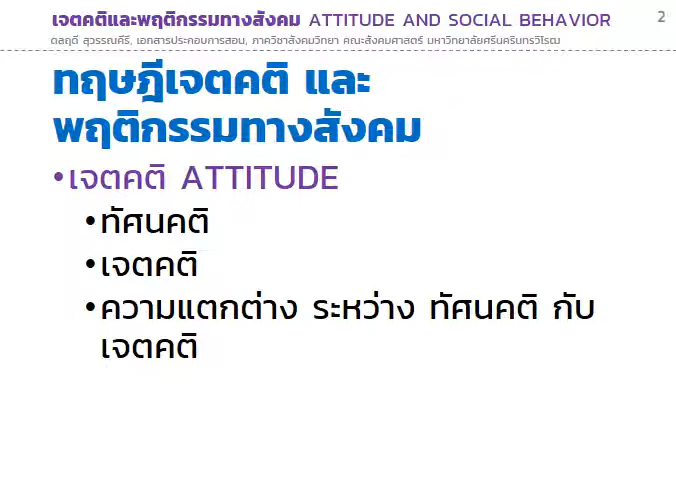 เจตคติและพฤติกรรมทางสังคม ATTITUDE AND SOCIAL BEHAVIOR
2
ดลฤดี สุวรรณคีรี, เอกสารประกอบการสอน, ภาควิชาสังคมวิทยา คณะสังคมศาสตร์ มหาวิทยาลัยศรีนครินทรวิโรฒ
ทฤษฎีเจตคติ และ
พฤติกรรมทางสังคม
•เจตคติ ATTITUDE
•ทัศนคติ
•เจตคติ
•ความแตกต่าง ระหว่าง ทัศนคติ กับ
เจตคติ